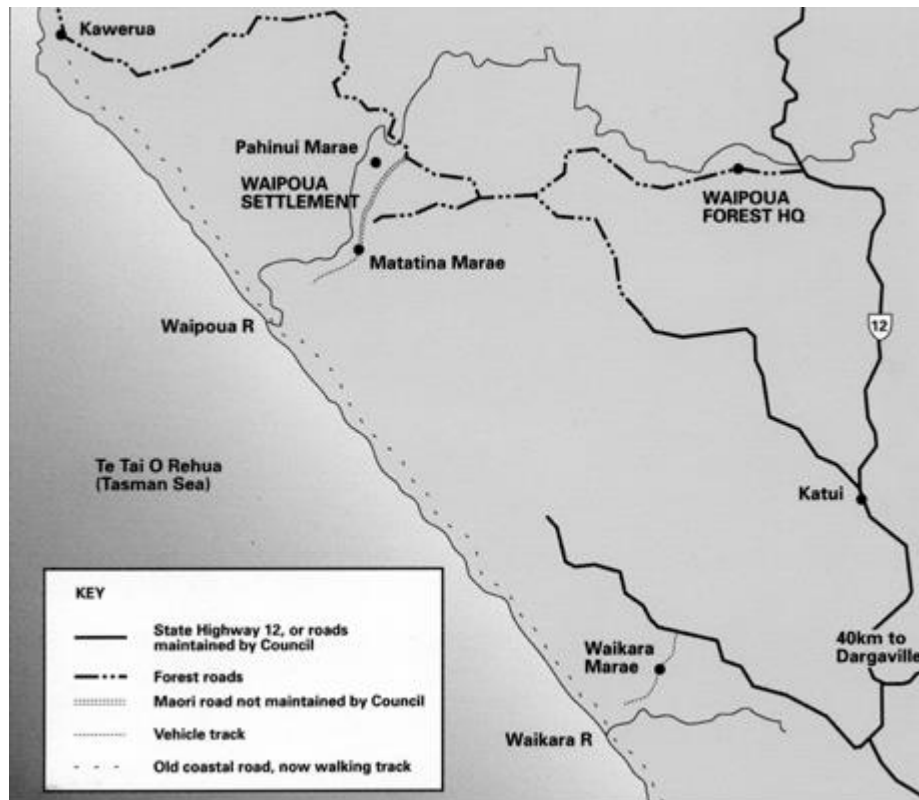 Kawerua
Pahinui Marae
WAIPOUA
SETTLEMENT
WAIPOUA
FOREST HQ
Matatina Marae
Waipoua R
12
Te Tai O Rehua
(Tasman Sea)
Katui
KEY
State Highway 12, or roads
maintained by Council
Forest roads
Maori road not maintained by Council
Vehicle track
Old coastal road, now walking track
Waikara
Marae
40km to
Dargaville
Waikara R